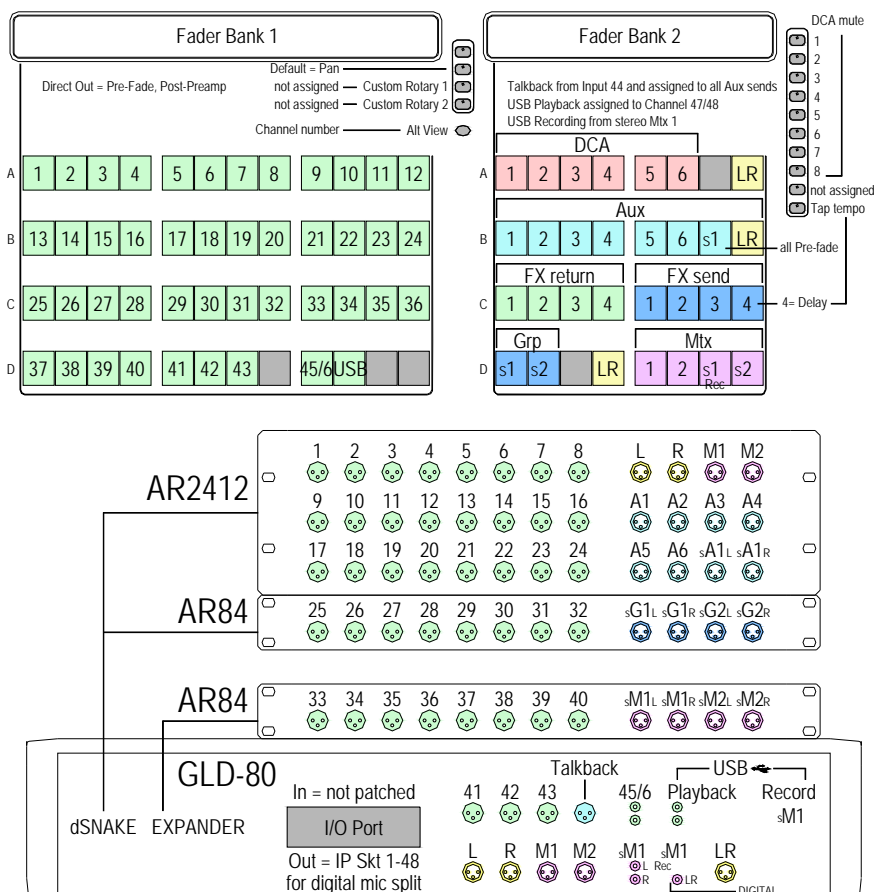 Fader Bank 1
Direct Out = Pre-Fade, Post-Preamp
Default = Pan
not assigned — Custom Rotary 1
not assigned — Custom Rotary 2
Channel number — Alt View
A 1 2 3 4 5 6 7 8 9 10 11 12
B 13 14 15 16 17 18 19 20 21 22 23 24
C 25 26 27 28 29 30 31 32 33 34 35 36
D 37 38 39 40 41 42 43 45/6 USB
Fader Bank 2
Talkback from Input 44 and assigned to all Aux sends
USB Playback assigned to Channel 47/48
USB Recording from stereo Mtx 1
DCA
A 1 2 3 4 5 6 LR
Aux
B 1 2 3 4 5 6 s1 LR
all Pre-fade
FX return FX send
C 1 2 3 4 1 2 3 4
4= Delay
Grp Mtx
D s1 s2 LR 1 2 s1 s2
Rec
DCA mute
1
2
3
4
5
6
7
8
not assigned
Tap tempo
AR2412
1 2 3 4 5 6 7 8 L R M1 M2
9 10 11 12 13 14 15 16 A1 A2 A3 A4
17 18 19 20 21 22 23 24 A5 A6 sA1L sA1R
AR84
25 26 27 28 29 30 31 32 sG1L sG1R sG2L sG2R
AR84
33 34 35 36 37 38 39 40 sM1L sM1R sM2L sM2R
GLD-80
dSNAKE EXPANDER
In = not patched
I/O Port
Out = IP Skt 1-48
for digital mic split
Talkback USB
41 42 43 45/6 Playback Record
sM1
L R M1 M2 sM1 sM1 LR
L Rec
R LR
DIGITAL